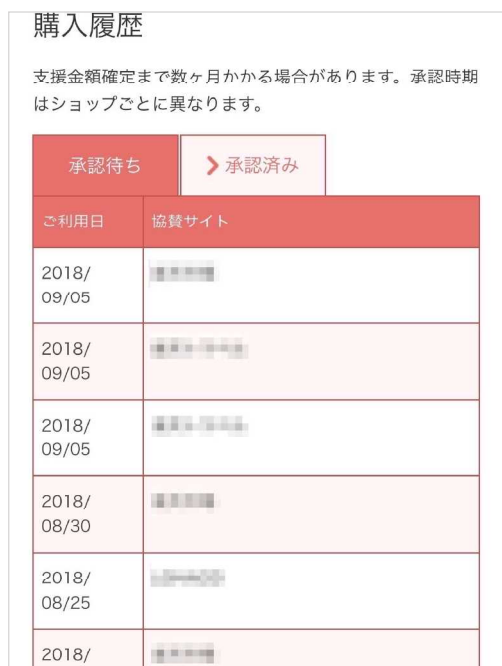 購入履歴
支援金額確定まで数ヶ月かかる場合があります。承認時期
はショップごとに異なります。
承認待ち
承認済み
ご利用日 協賛サイト
2018/
09/05
2018/
09/05
2018/
09/05
2018/
08/30
2018/
08/25
2018/